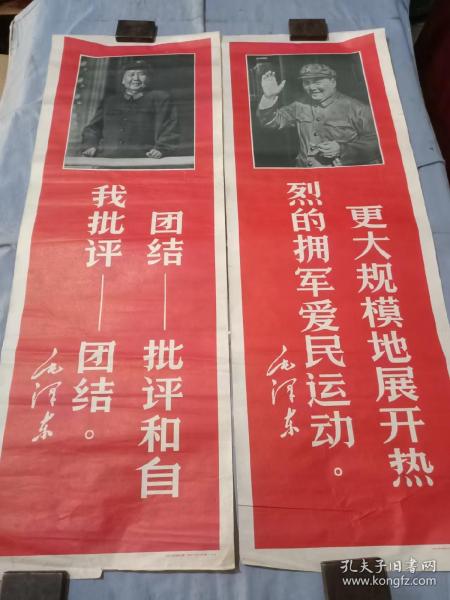 更大规模地展开热
烈的拥军爱民运动。
毛泽东
团结——批评和自
我批评——团结。
毛泽东
孔夫子旧书网
www.kongfz.com